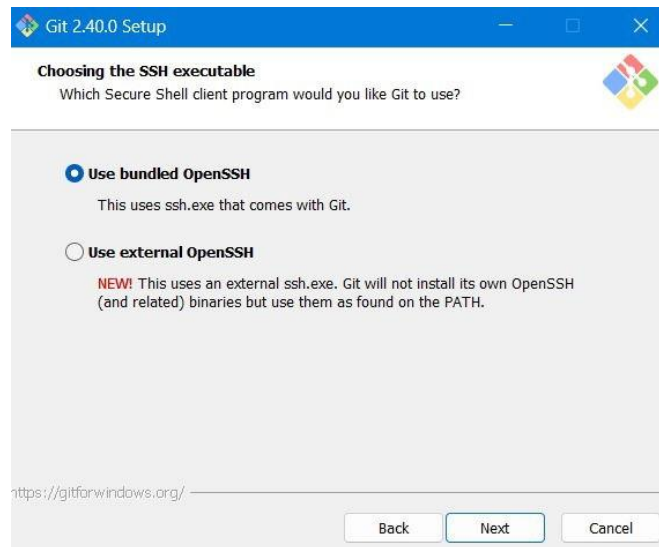 Git 2.40.0 Setup
Choosing the SSH executable
Which Secure Shell client program would you like Git to use?
Use bundled OpenSSH
This uses ssh.exe that comes with Git.
Use external OpenSSH
NEW! This uses an external ssh.exe. Git will not install its own OpenSSH
(and related) binaries but use them as found on the PATH.
https://gitforwindows.org/
Back Next Cancel